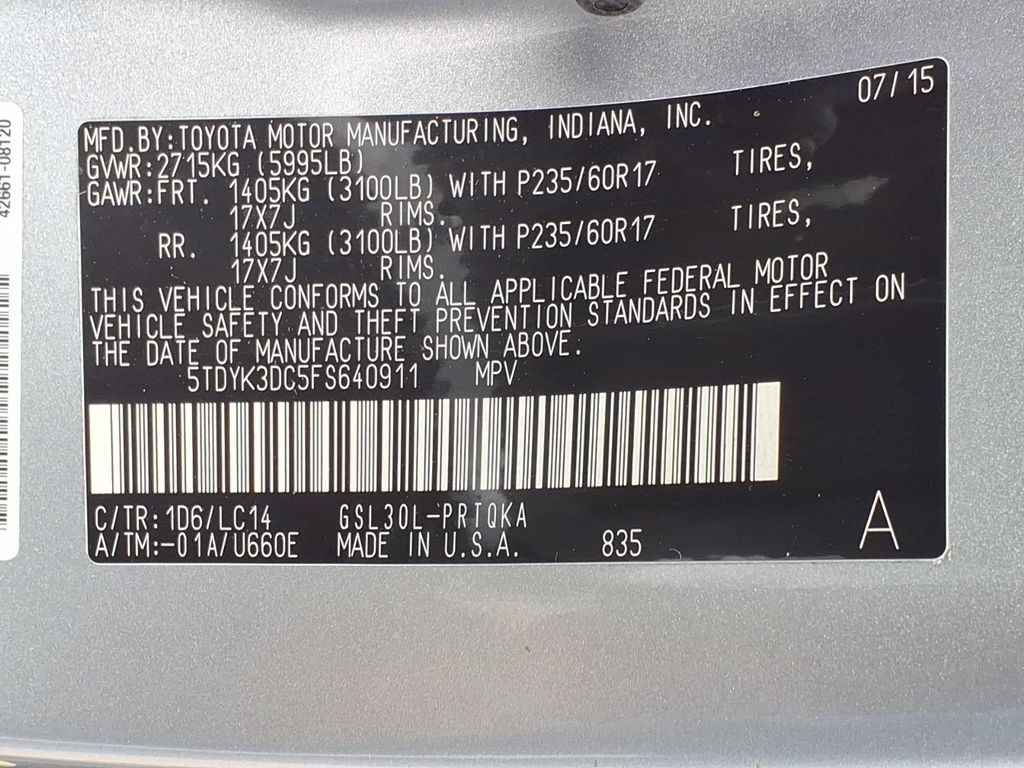 07/15
MFD.BY:TOYOTA MOTOR MANUFACTURING, INDIANA, INC.
GVWR:2715KG (5995LB)
GAWR:FRT. 1405KG (3100LB) WITH P235/60R17 TIRES,
17X7J RIMS.
RR. 1405KG (3100LB) WITH P235/60R17 TIRES,
17X7J RIMS.
THIS VEHICLE CONFORMS TO ALL APPLICABLE FEDERAL MOTOR
VEHICLE SAFETY AND THEFT PREVENTION STANDARDS IN EFFECT ON
THE DATE OF MANUFACTURE SHOWN ABOVE.
5TDYK3DC5FS640911 MPV
C/TR:1D6/LC14 GSL30L-PRTQKA
A/TM:-01A/U660E MADE IN U.S.A. 835 A
42661-08120